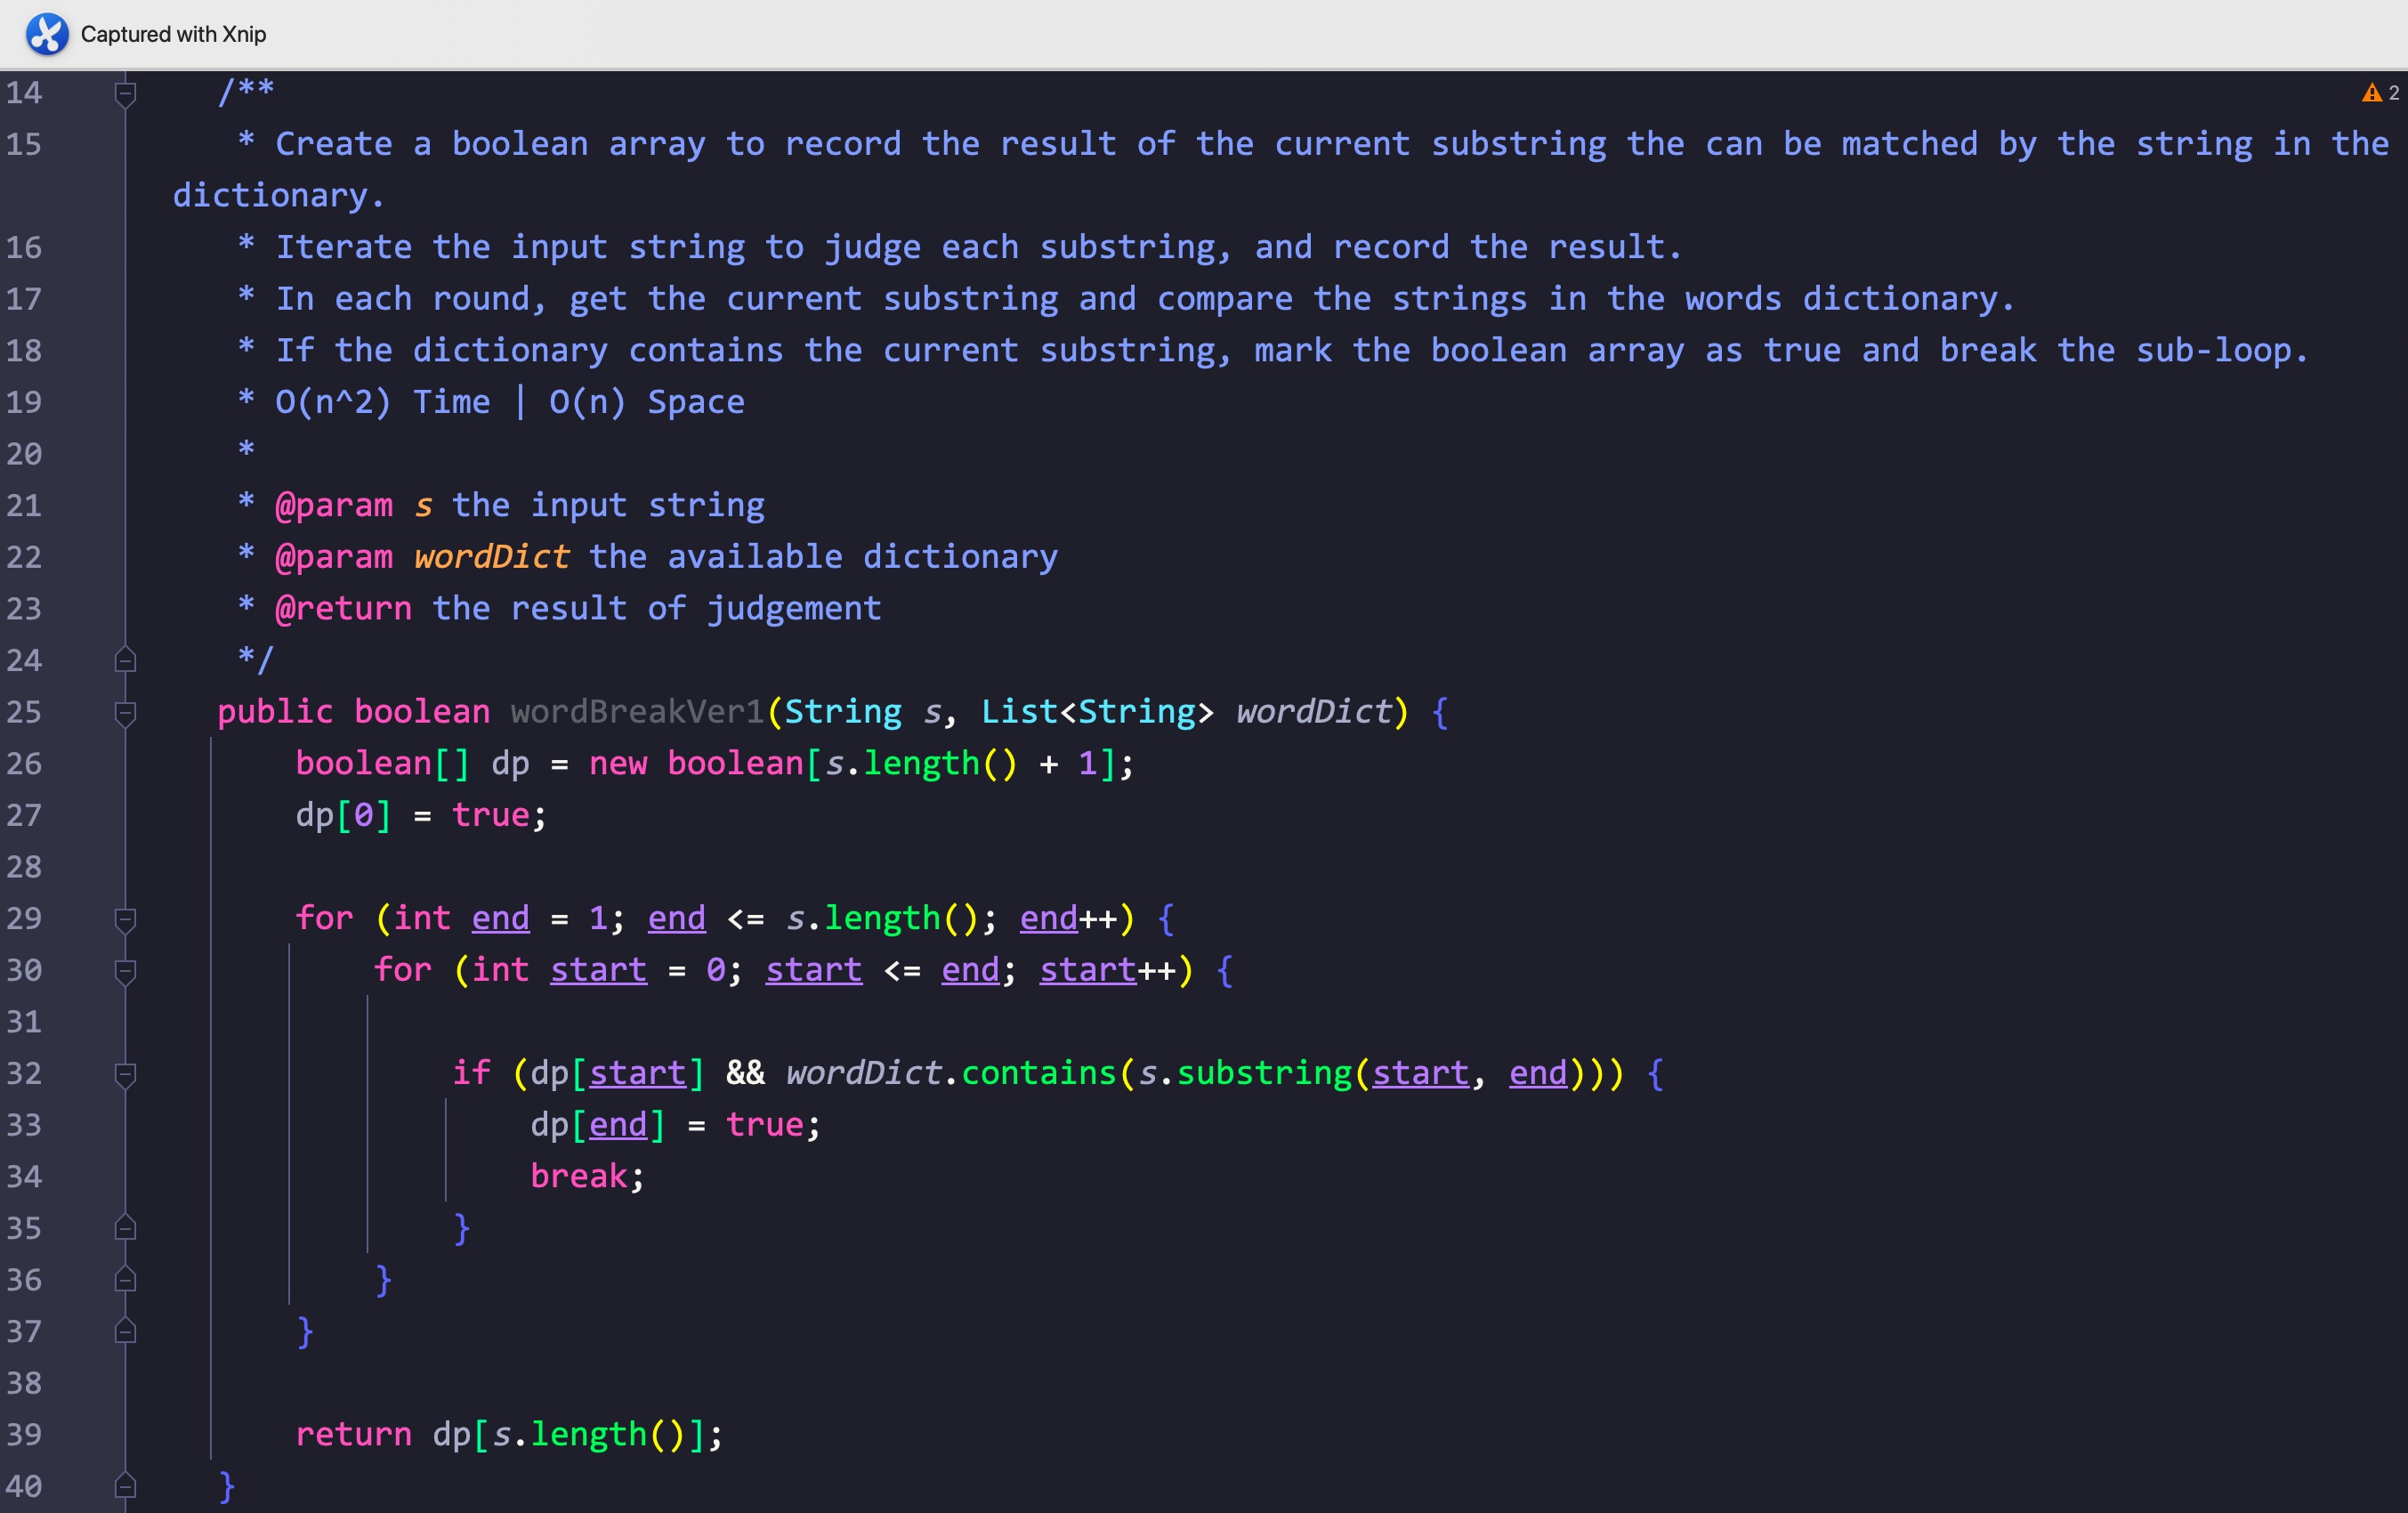 Captured with Xnip
2
14 /**
15 * Create a boolean array to record the result of the current substring the can be matched by the string in the
dictionary.
16 * Iterate the input string to judge each substring, and record the result.
17 * In each round, get the current substring and compare the strings in the words dictionary.
18 * If the dictionary contains the current substring, mark the boolean array as true and break the sub-loop.
19 * O(n^2) Time | O(n) Space
20 *
21 * @param s the input string
22 * @param wordDict the available dictionary
23 * @return the result of judgement
24 */
25 public boolean wordBreakVer1(String s, List<String> wordDict) {
26 boolean[] dp = new boolean[s.length() + 1];
27 dp[0] = true;
28
29 for (int end = 1; end <= s.length(); end++) {
30 for (int start = 0; start <= end; start++) {
31
32 if (dp[start] && wordDict.contains(s.substring(start, end))) {
33 dp[end] = true;
34 break;
35 }
36 }
37 }
38
39 return dp[s.length()];
40 }